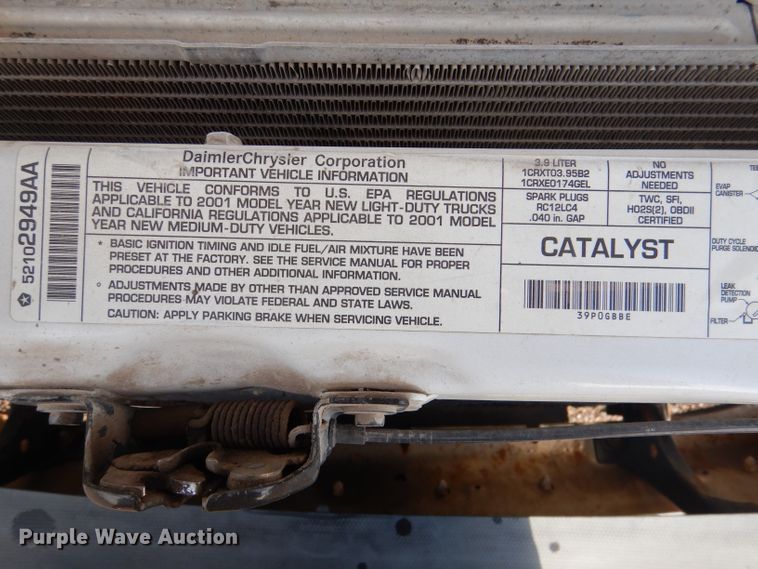 52102949AA
DaimlerChrysler Corporation
IMPORTANT VEHICLE INFORMATION
THIS VEHICLE CONFORMS TO U.S. EPA REGULATIONS
APPLICABLE TO 2001 MODEL YEAR NEW LIGHT-DUTY TRUCKS
AND CALIFORNIA REGULATIONS APPLICABLE TO 2001 MODEL
YEAR NEW MEDIUM-DUTY VEHICLES.
* BASIC IGNITION TIMING AND IDLE FUEL/AIR MIXTURE HAVE BEEN
PRESET AT THE FACTORY. SEE THE SERVICE MANUAL FOR PROPER
PROCEDURES AND OTHER ADDITIONAL INFORMATION.
° ADJUSTMENTS MADE BY OTHER THAN APPROVED SERVICE MANUAL
PROCEDURES MAY VIOLATE FEDERAL AND STATE LAWS.
CAUTION: APPLY PARKING BRAKE WHEN SERVICING VEHICLE.
3.9 LITER
1CRXT03.95B2
1CRXE0174GEL
NO
ADJUSTMENTS
NEEDED
SPARK PLUGS
RC12LC4
.040 in. GAP
TWC, SFI,
HO2S(2), OBDII
CERTIFIED
CATALYST
39P0G8BE
EVAP
CANISTER
DUTY CYCLE
PURGE SOLENOID
LEAK
DETECTION
PUMP
FILTER
Purple Wave Auction